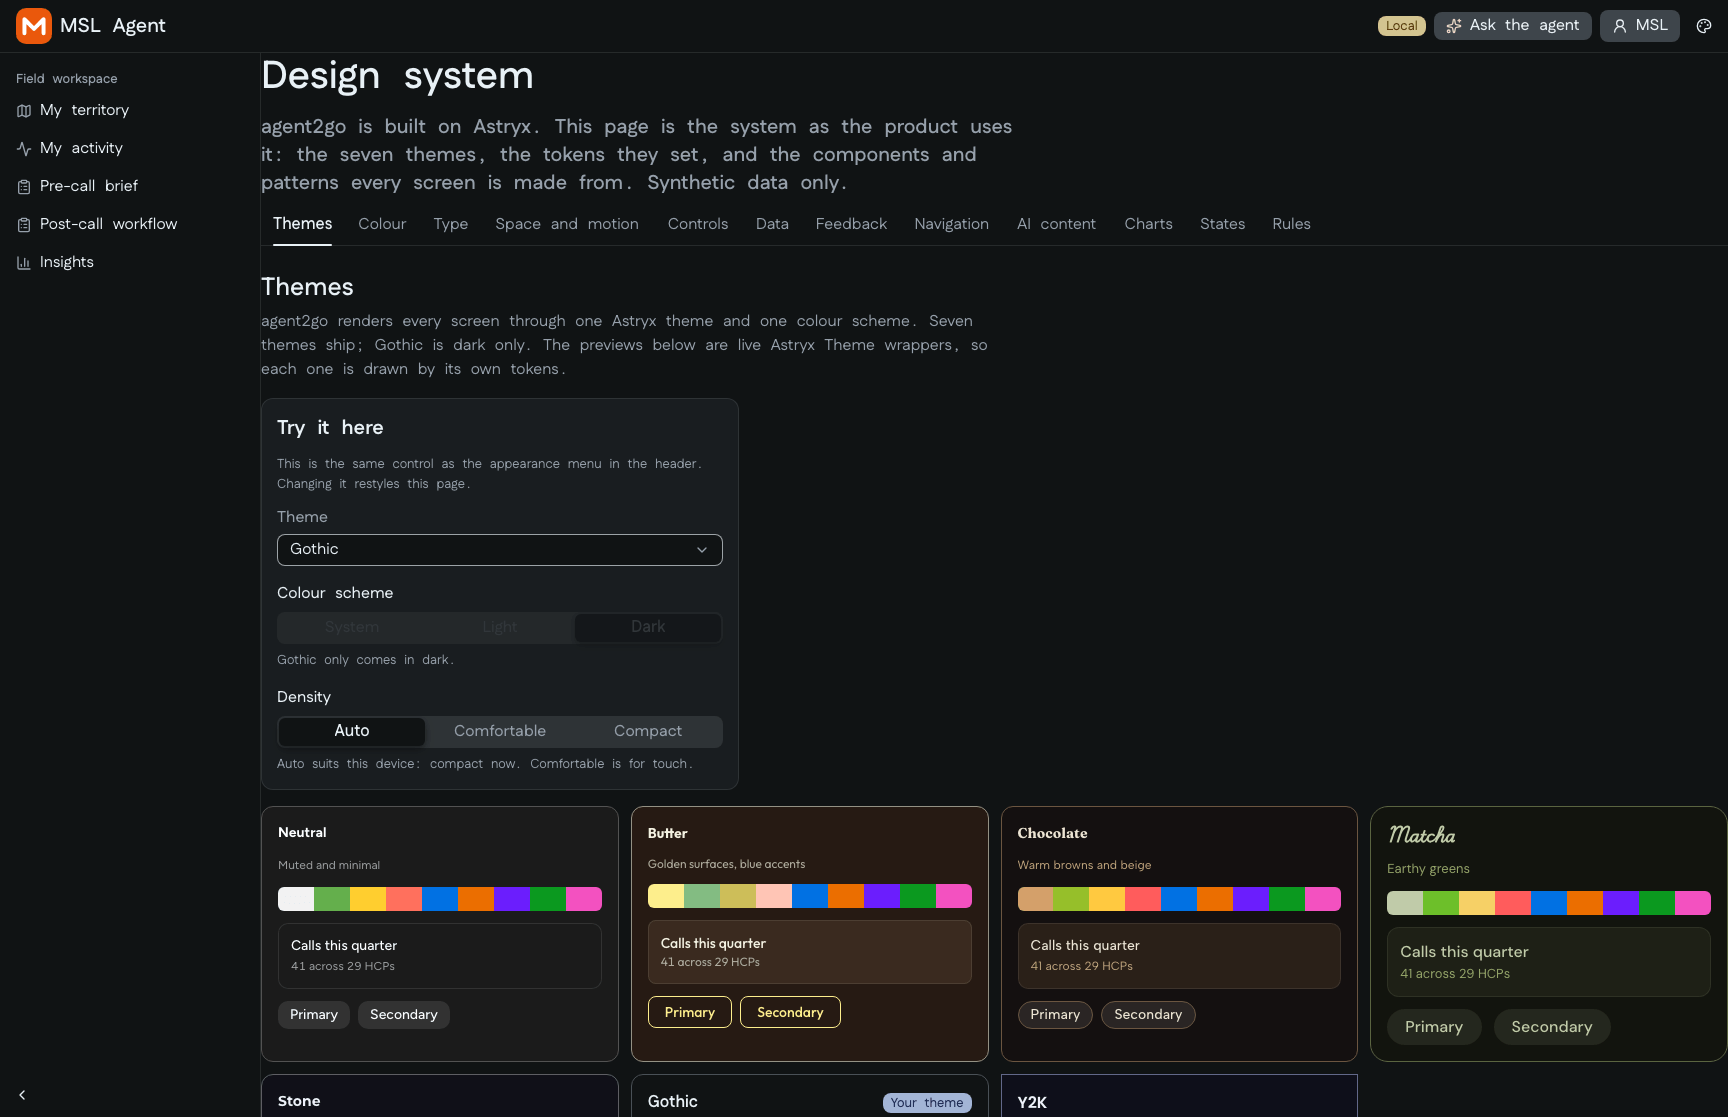 MSL Agent
Local
Ask the agent
MSL
Field workspace
My territory
My activity
Pre-call brief
Post-call workflow
Insights
Design system
agent2go is built on Astryx. This page is the system as the product uses
it: the seven themes, the tokens they set, and the components and
patterns every screen is made from. Synthetic data only.
Themes Colour Type Space and motion Controls Data Feedback Navigation AI content Charts States Rules
Themes
agent2go renders every screen through one Astryx theme and one colour scheme. Seven
themes ship; Gothic is dark only. The previews below are live Astryx Theme wrappers, so
each one is drawn by its own tokens.
Try it here
This is the same control as the appearance menu in the header.
Changing it restyles this page.
Theme
Gothic
Colour scheme
System Light Dark
Gothic only comes in dark.
Density
Auto Comfortable Compact
Auto suits this device: compact now. Comfortable is for touch.
Neutral
Muted and minimal
Calls this quarter
41 across 29 HCPs
Primary Secondary
Butter
Golden surfaces, blue accents
Calls this quarter
41 across 29 HCPs
Primary Secondary
Chocolate
Warm browns and beige
Calls this quarter
41 across 29 HCPs
Primary Secondary
Matcha
Earthy greens
Calls this quarter
41 across 29 HCPs
Primary Secondary
Stone
Gothic
Your theme
Y2K